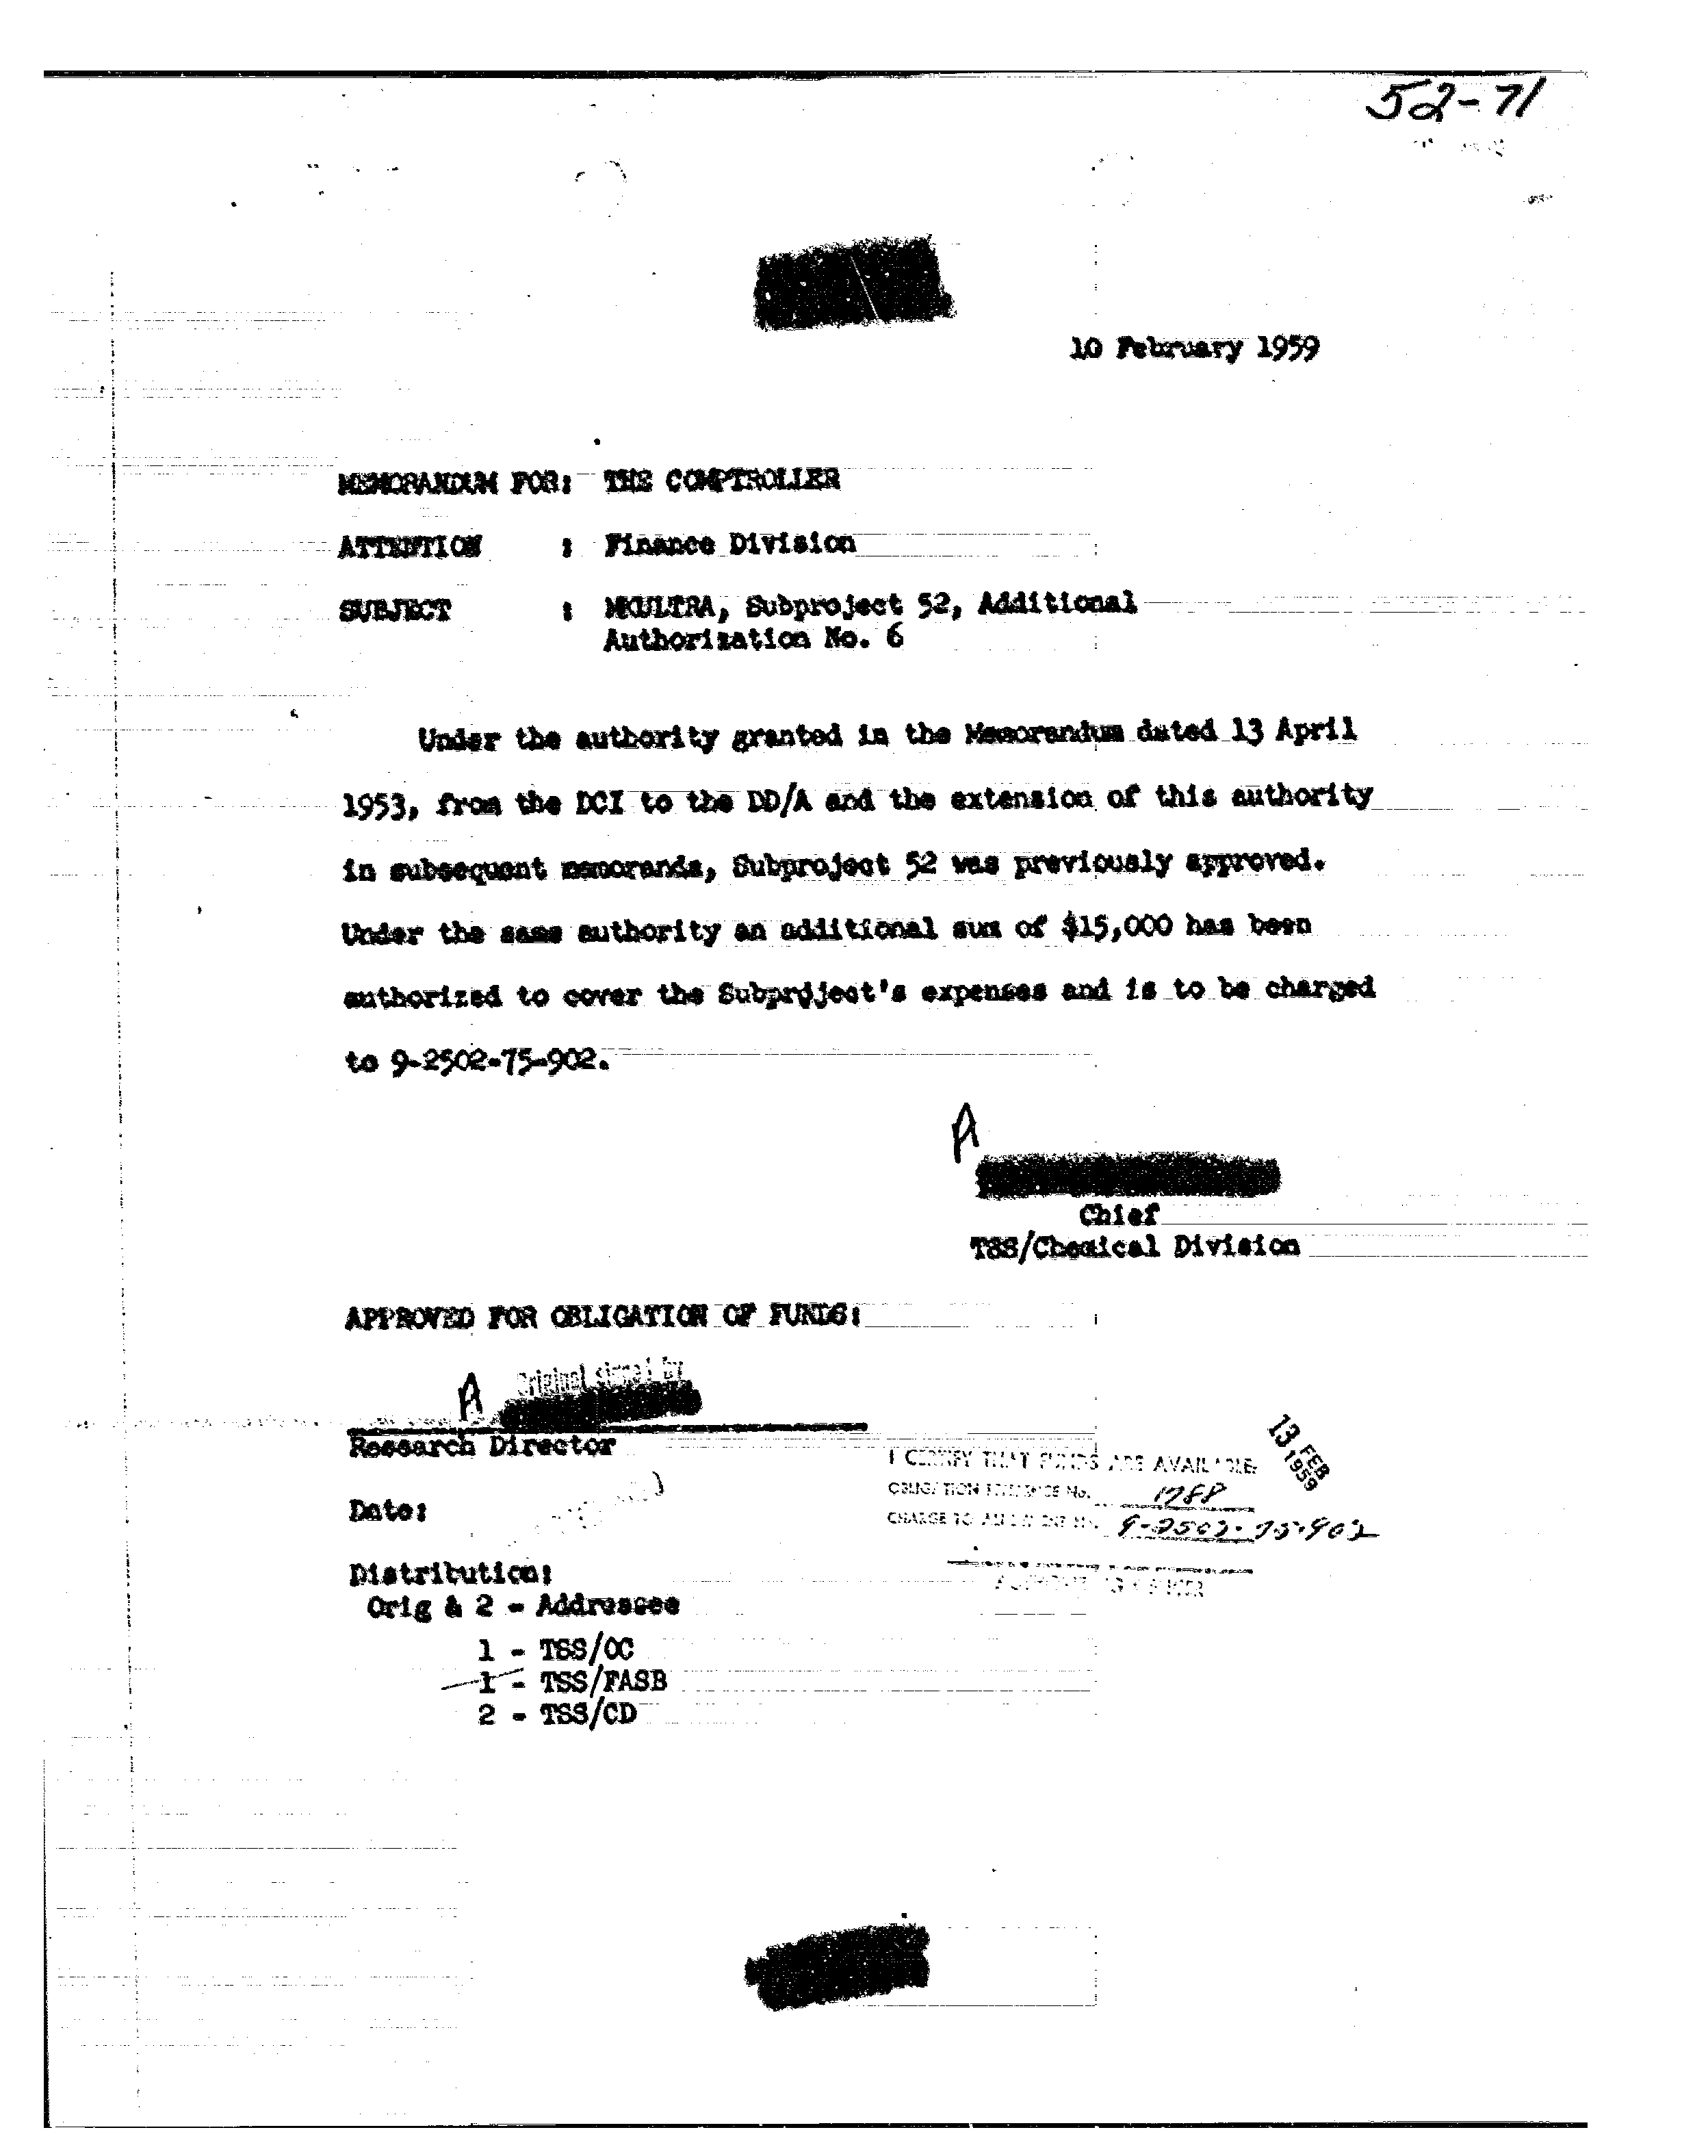 52-71
10 February 1959
MEMORANDUM FOR: THE COMPTROLLER
ATTENTION : Finance Division
SUBJECT : MKULTRA, Subproject 52, Additional
Authorization No. 6
Under the authority granted in the Memorandum dated 13 April
1953, from the DCI to the DD/A and the extension of this authority
in subsequent memoranda, Subproject 52 was previously approved.
Under the same authority an additional sum of $15,000 has been
authorized to cover the Subproject's expenses and is to be charged
to 9-2502-75-902.
A
Chief
TSS/Chemical Division
APPROVED FOR OBLIGATION OF FUNDS:
A Original signed by
Research Director
13 FEB 1959
I CERTIFY THAT FUNDS ARE AVAILABLE
OBLIGATION REFERENCE No. 1788
CHARGE TO ALLOTMENT No. 9-2502-75-902
AUTHORIZING OFFICER
Date:
Distribution:
Orig & 2 - Addressee
1 - TSS/OC
1 - TSS/FASB
2 - TSS/CD